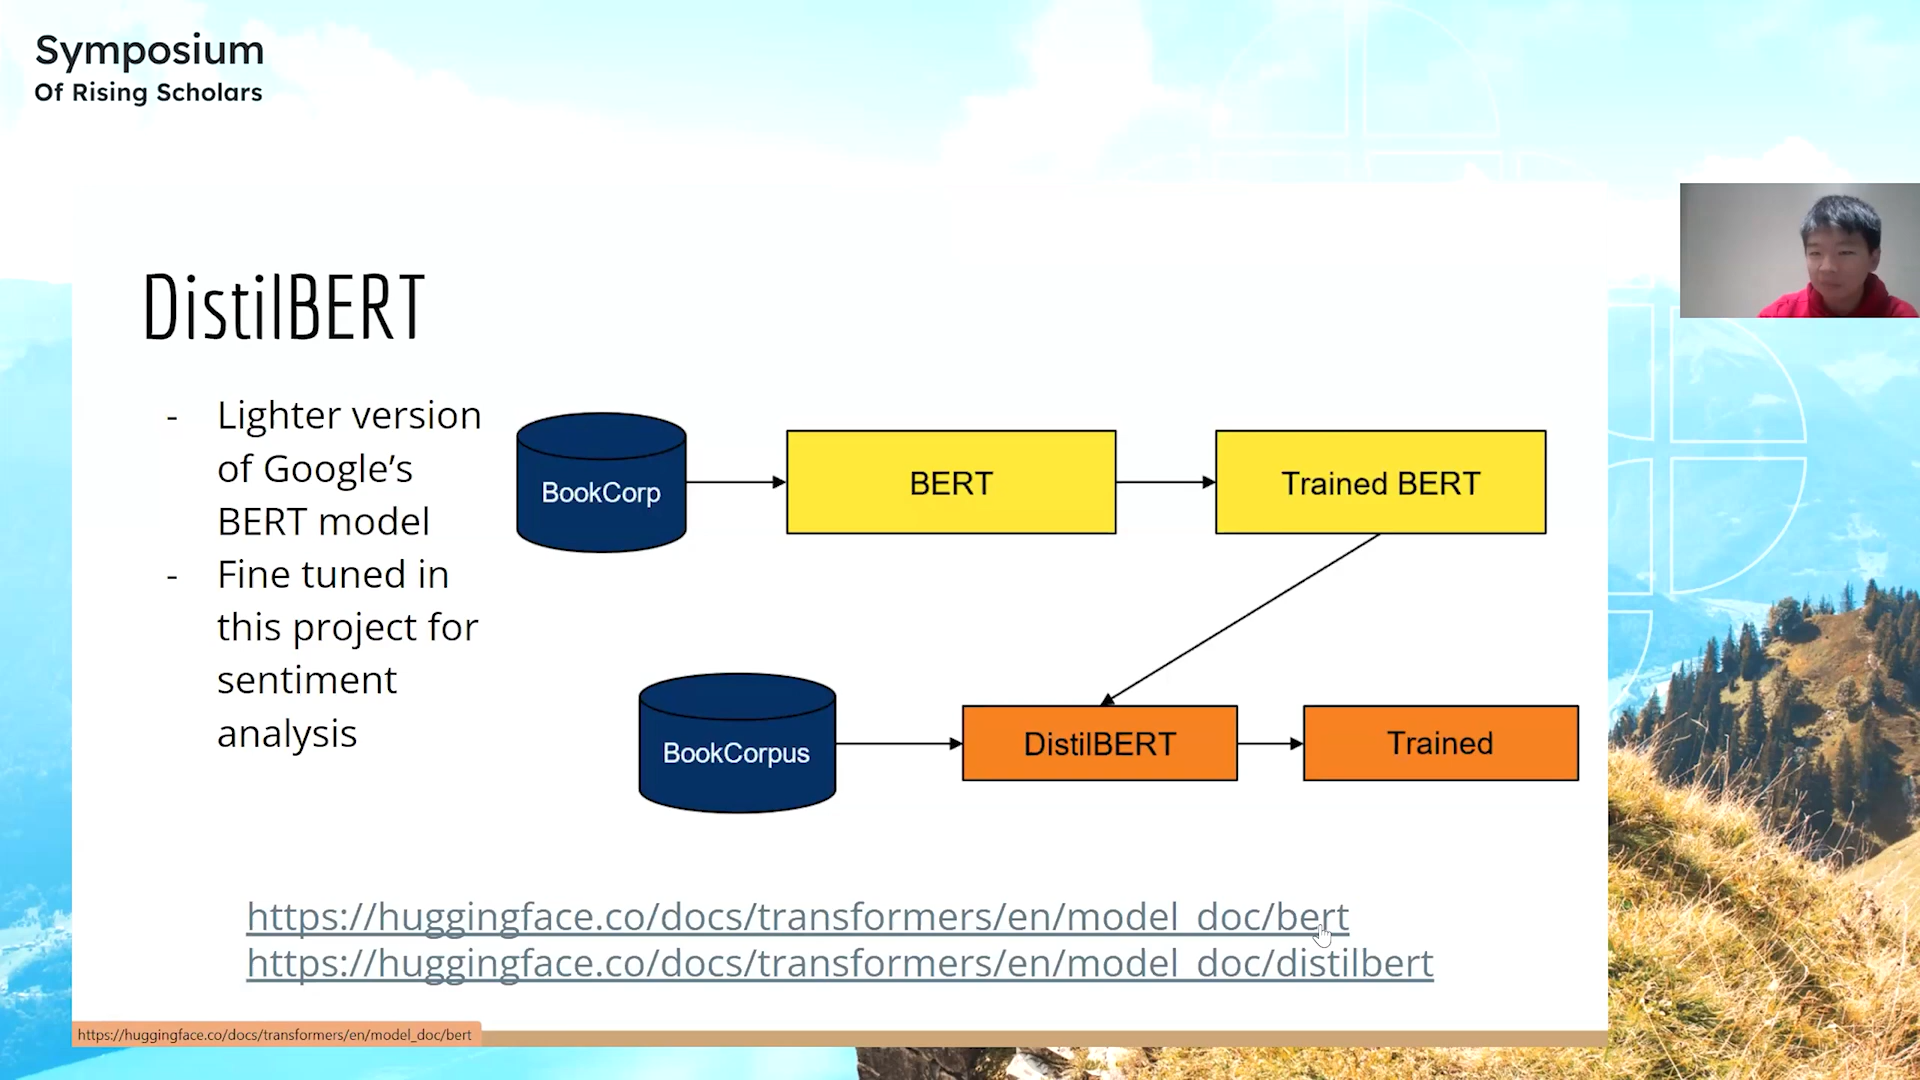 Symposium
Of Rising Scholars
DistilBERT
- Lighter version
of Google’s
BERT model
- Fine tuned in
this project for
sentiment
analysis
BookCorp
BERT
Trained BERT
BookCorpus
DistilBERT
Trained
https://huggingface.co/docs/transformers/en/model_doc/bert
https://huggingface.co/docs/transformers/en/model_doc/distilbert
https://huggingface.co/docs/transformers/en/model_doc/bert